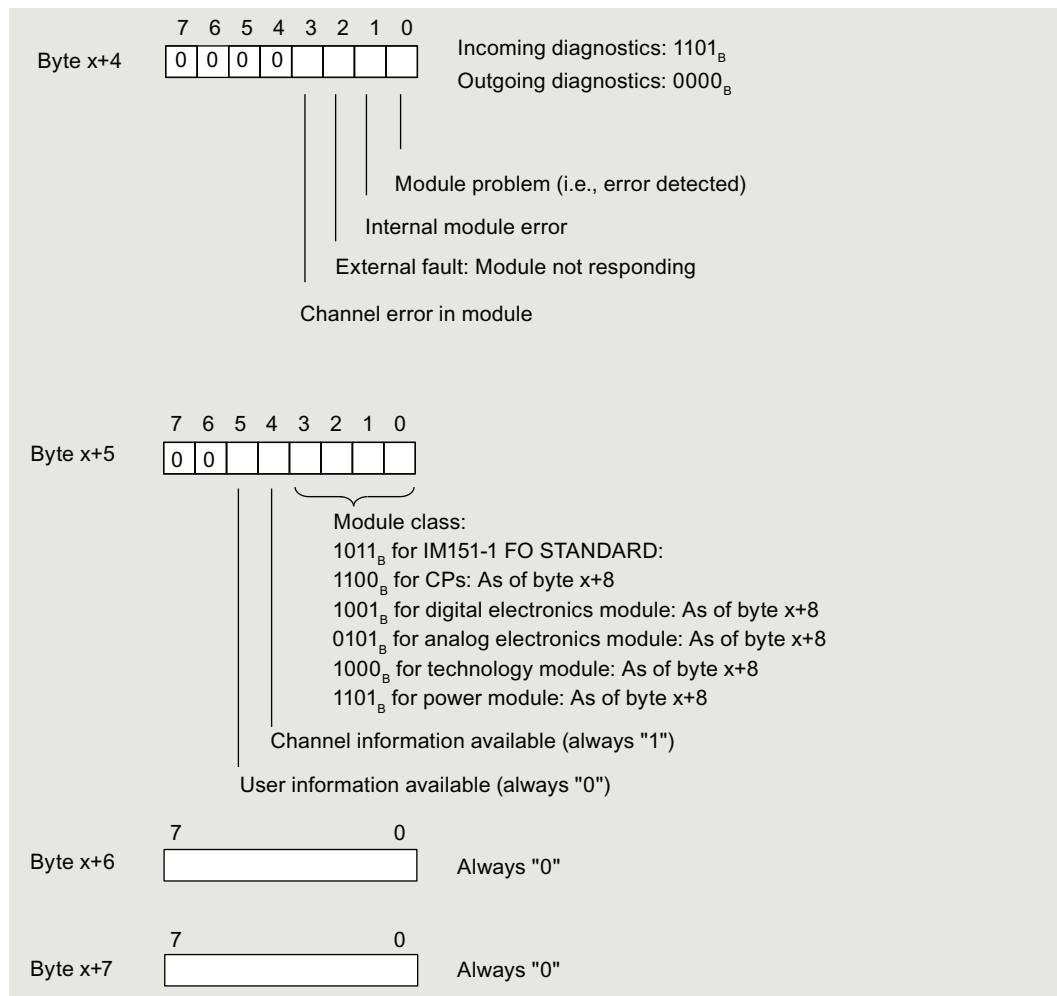 7 6 5 4 3 2 1 0
Byte x+4
0 0 0 0
Incoming diagnostics: 1101B
Outgoing diagnostics: 0000B
Module problem (i.e., error detected)
Internal module error
External fault: Module not responding
Channel error in module
7 6 5 4 3 2 1 0
Byte x+5
0 0
Module class:
1011B for IM151-1 FO STANDARD:
1100B for CPs: As of byte x+8
1001B for digital electronics module: As of byte x+8
0101B for analog electronics module: As of byte x+8
1000B for technology module: As of byte x+8
1101B for power module: As of byte x+8
Channel information available (always "1")
User information available (always "0")
7 0
Byte x+6
Always "0"
7 0
Byte x+7
Always "0"